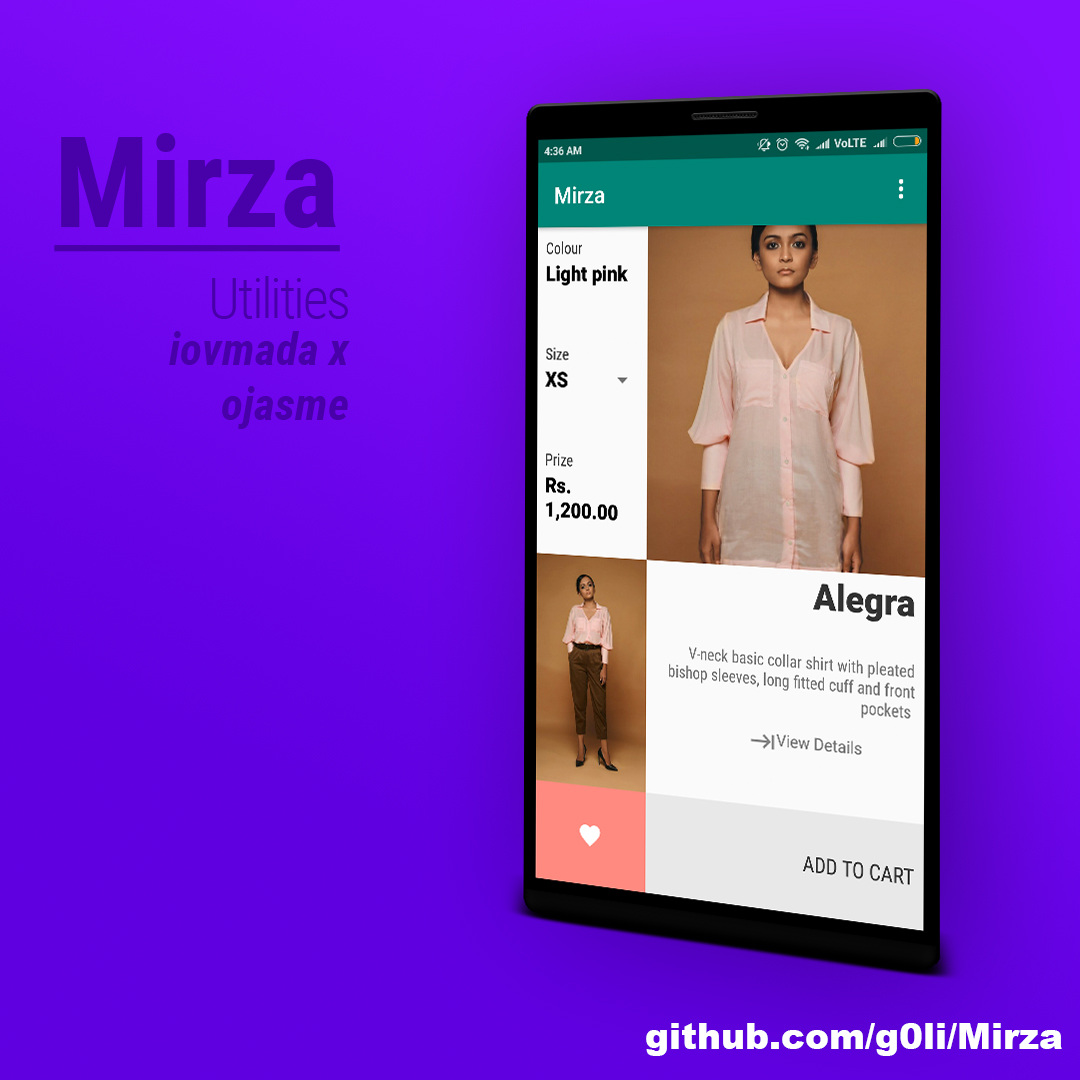 Mirza
Utilities
iovmada x
ojasme
4:36 AM
VoLTE
Mirza
Colour
Light pink
Size
XS
Prize
Rs.
1,200.00
Alegra
V-neck basic collar shirt with pleated
bishop sleeves, long fitted cuff and front
pockets
View Details
ADD TO CART
github.com/g0li/Mirza